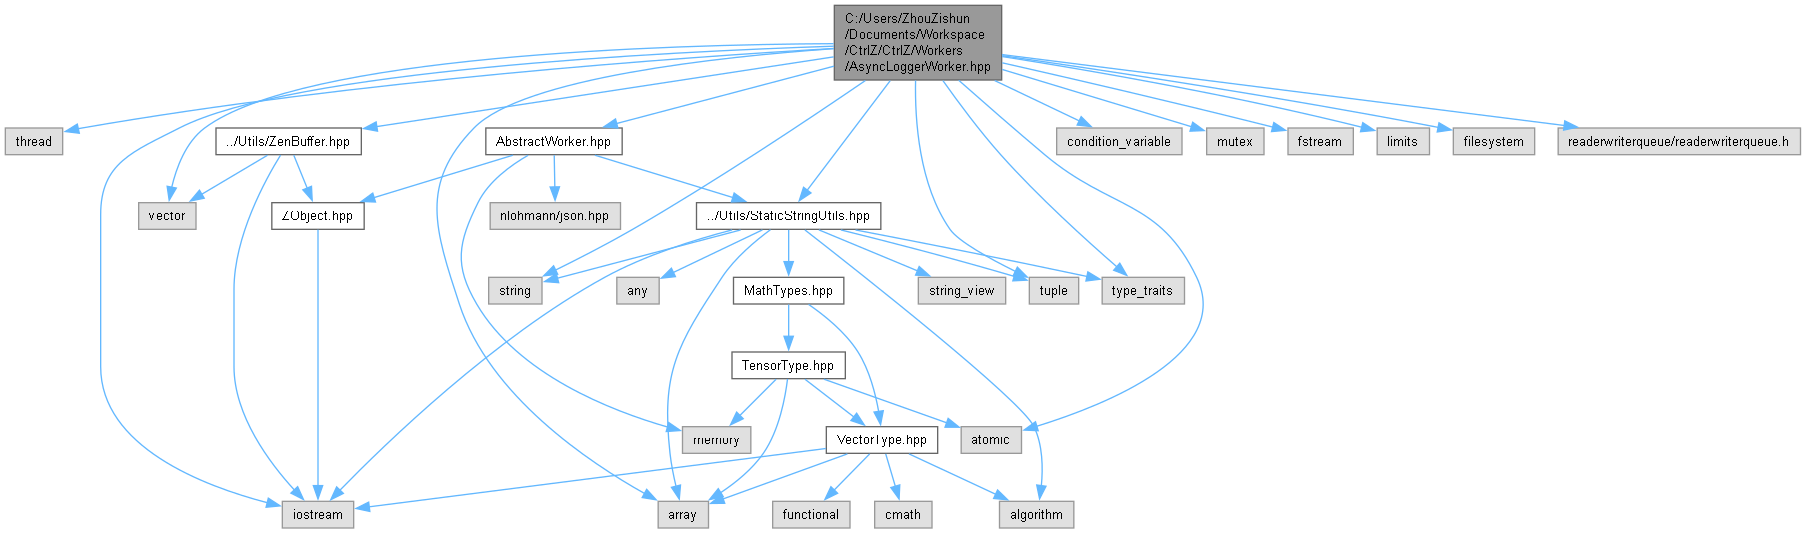 C:/Users/ZhouZishun
/Documents/Workspace
/CtrlZ/CtrlZ/Workers
/AsyncLoggerWorker.hpp
thread
../Utils/ZenBuffer.hpp
AbstractWorker.hpp
condition_variable
mutex
fstream
limits
filesystem
readerwriterqueue/readerwriterqueue.h
vector
ZObject.hpp
nlohmann/json.hpp
../Utils/StaticStringUtils.hpp
string
any
MathTypes.hpp
string_view
tuple
type_traits
TensorType.hpp
memory
VectorType.hpp
atomic
iostream
array
functional
cmath
algorithm